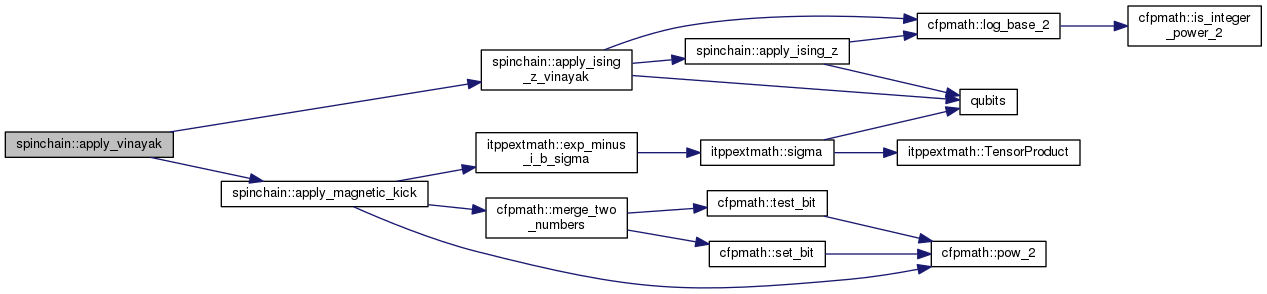 spinchain::apply_vinayak
spinchain::apply_ising
_z_vinayak
spinchain::apply_magnetic_kick
cfpmath::log_base_2
cfpmath::is_integer
_power_2
spinchain::apply_ising_z
qubits
itppextmath::exp_minus
_i_b_sigma
itppextmath::sigma
itppextmath::TensorProduct
cfpmath::merge_two
_numbers
cfpmath::test_bit
cfpmath::set_bit
cfpmath::pow_2